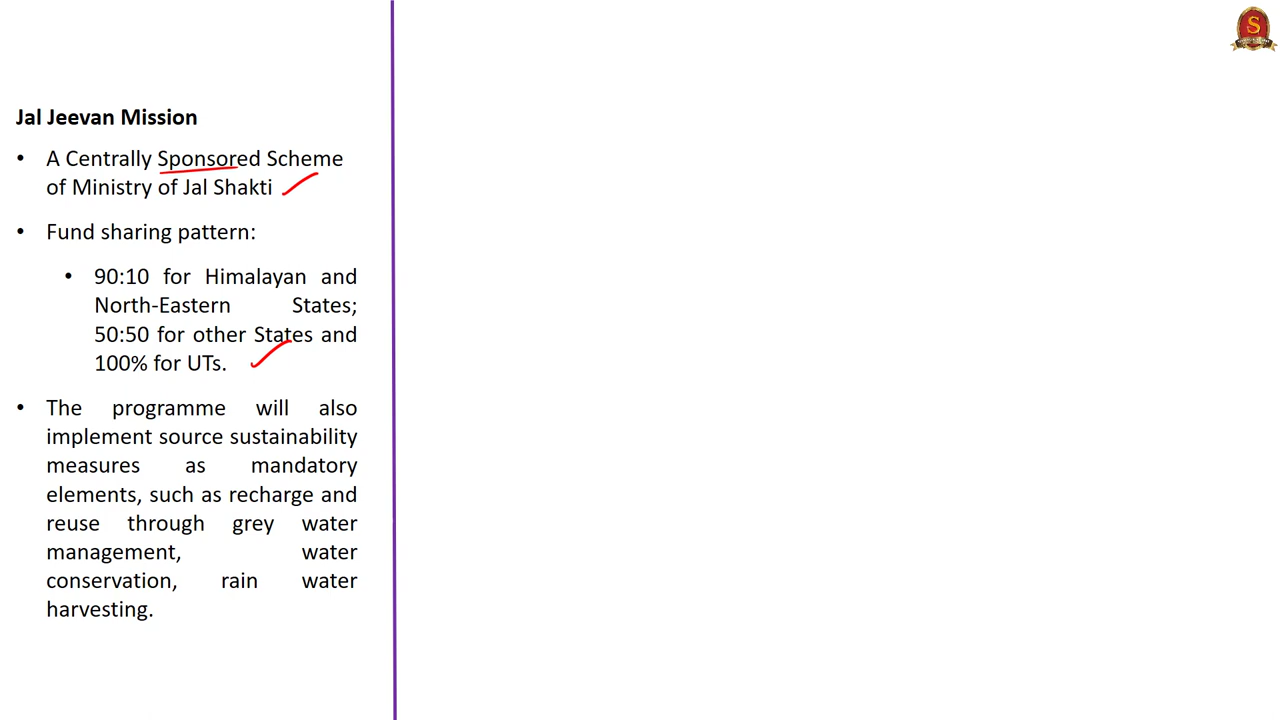 Jal Jeevan Mission
• A Centrally Sponsored Scheme
of Ministry of Jal Shakti
• Fund sharing pattern:
• 90:10 for Himalayan and
North-Eastern States;
50:50 for other States and
100% for UTs.
• The programme will also
implement source sustainability
measures as mandatory
elements, such as recharge and
reuse through grey water
management, water
conservation, rain water
harvesting.
S